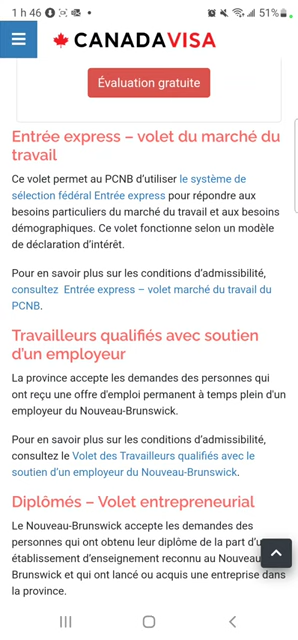 1 h 46
51%
CANADAVISA
Évaluation gratuite
Entrée express – volet du marché du
travail
Ce volet permet au PCNB d'utiliser le système de
sélection fédéral Entrée express pour répondre aux
besoins particuliers du marché du travail et aux besoins
démographiques. Ce volet fonctionne selon un modèle
de déclaration d'intérêt.
Pour en savoir plus sur les conditions d'admissibilité,
consultez Entrée express – volet marché du travail du
PCNB.
Travailleurs qualifiés avec soutien
d'un employeur
La province accepte les demandes des personnes qui
ont reçu une offre d'emploi permanent à temps plein d'un
employeur du Nouveau-Brunswick.
Pour en savoir plus sur les conditions d'admissibilité,
consultez le Volet des Travailleurs qualifiés avec le
soutien d'un employeur du Nouveau-Brunswick.
Diplômés – Volet entrepreneurial
Le Nouveau-Brunswick accepte les demandes des
personnes qui ont obtenu leur diplôme de la part d'u
établissement d'enseignement reconnu au Nouveau
Brunswick et qui ont lancé ou acquis une entreprise dans
la province.